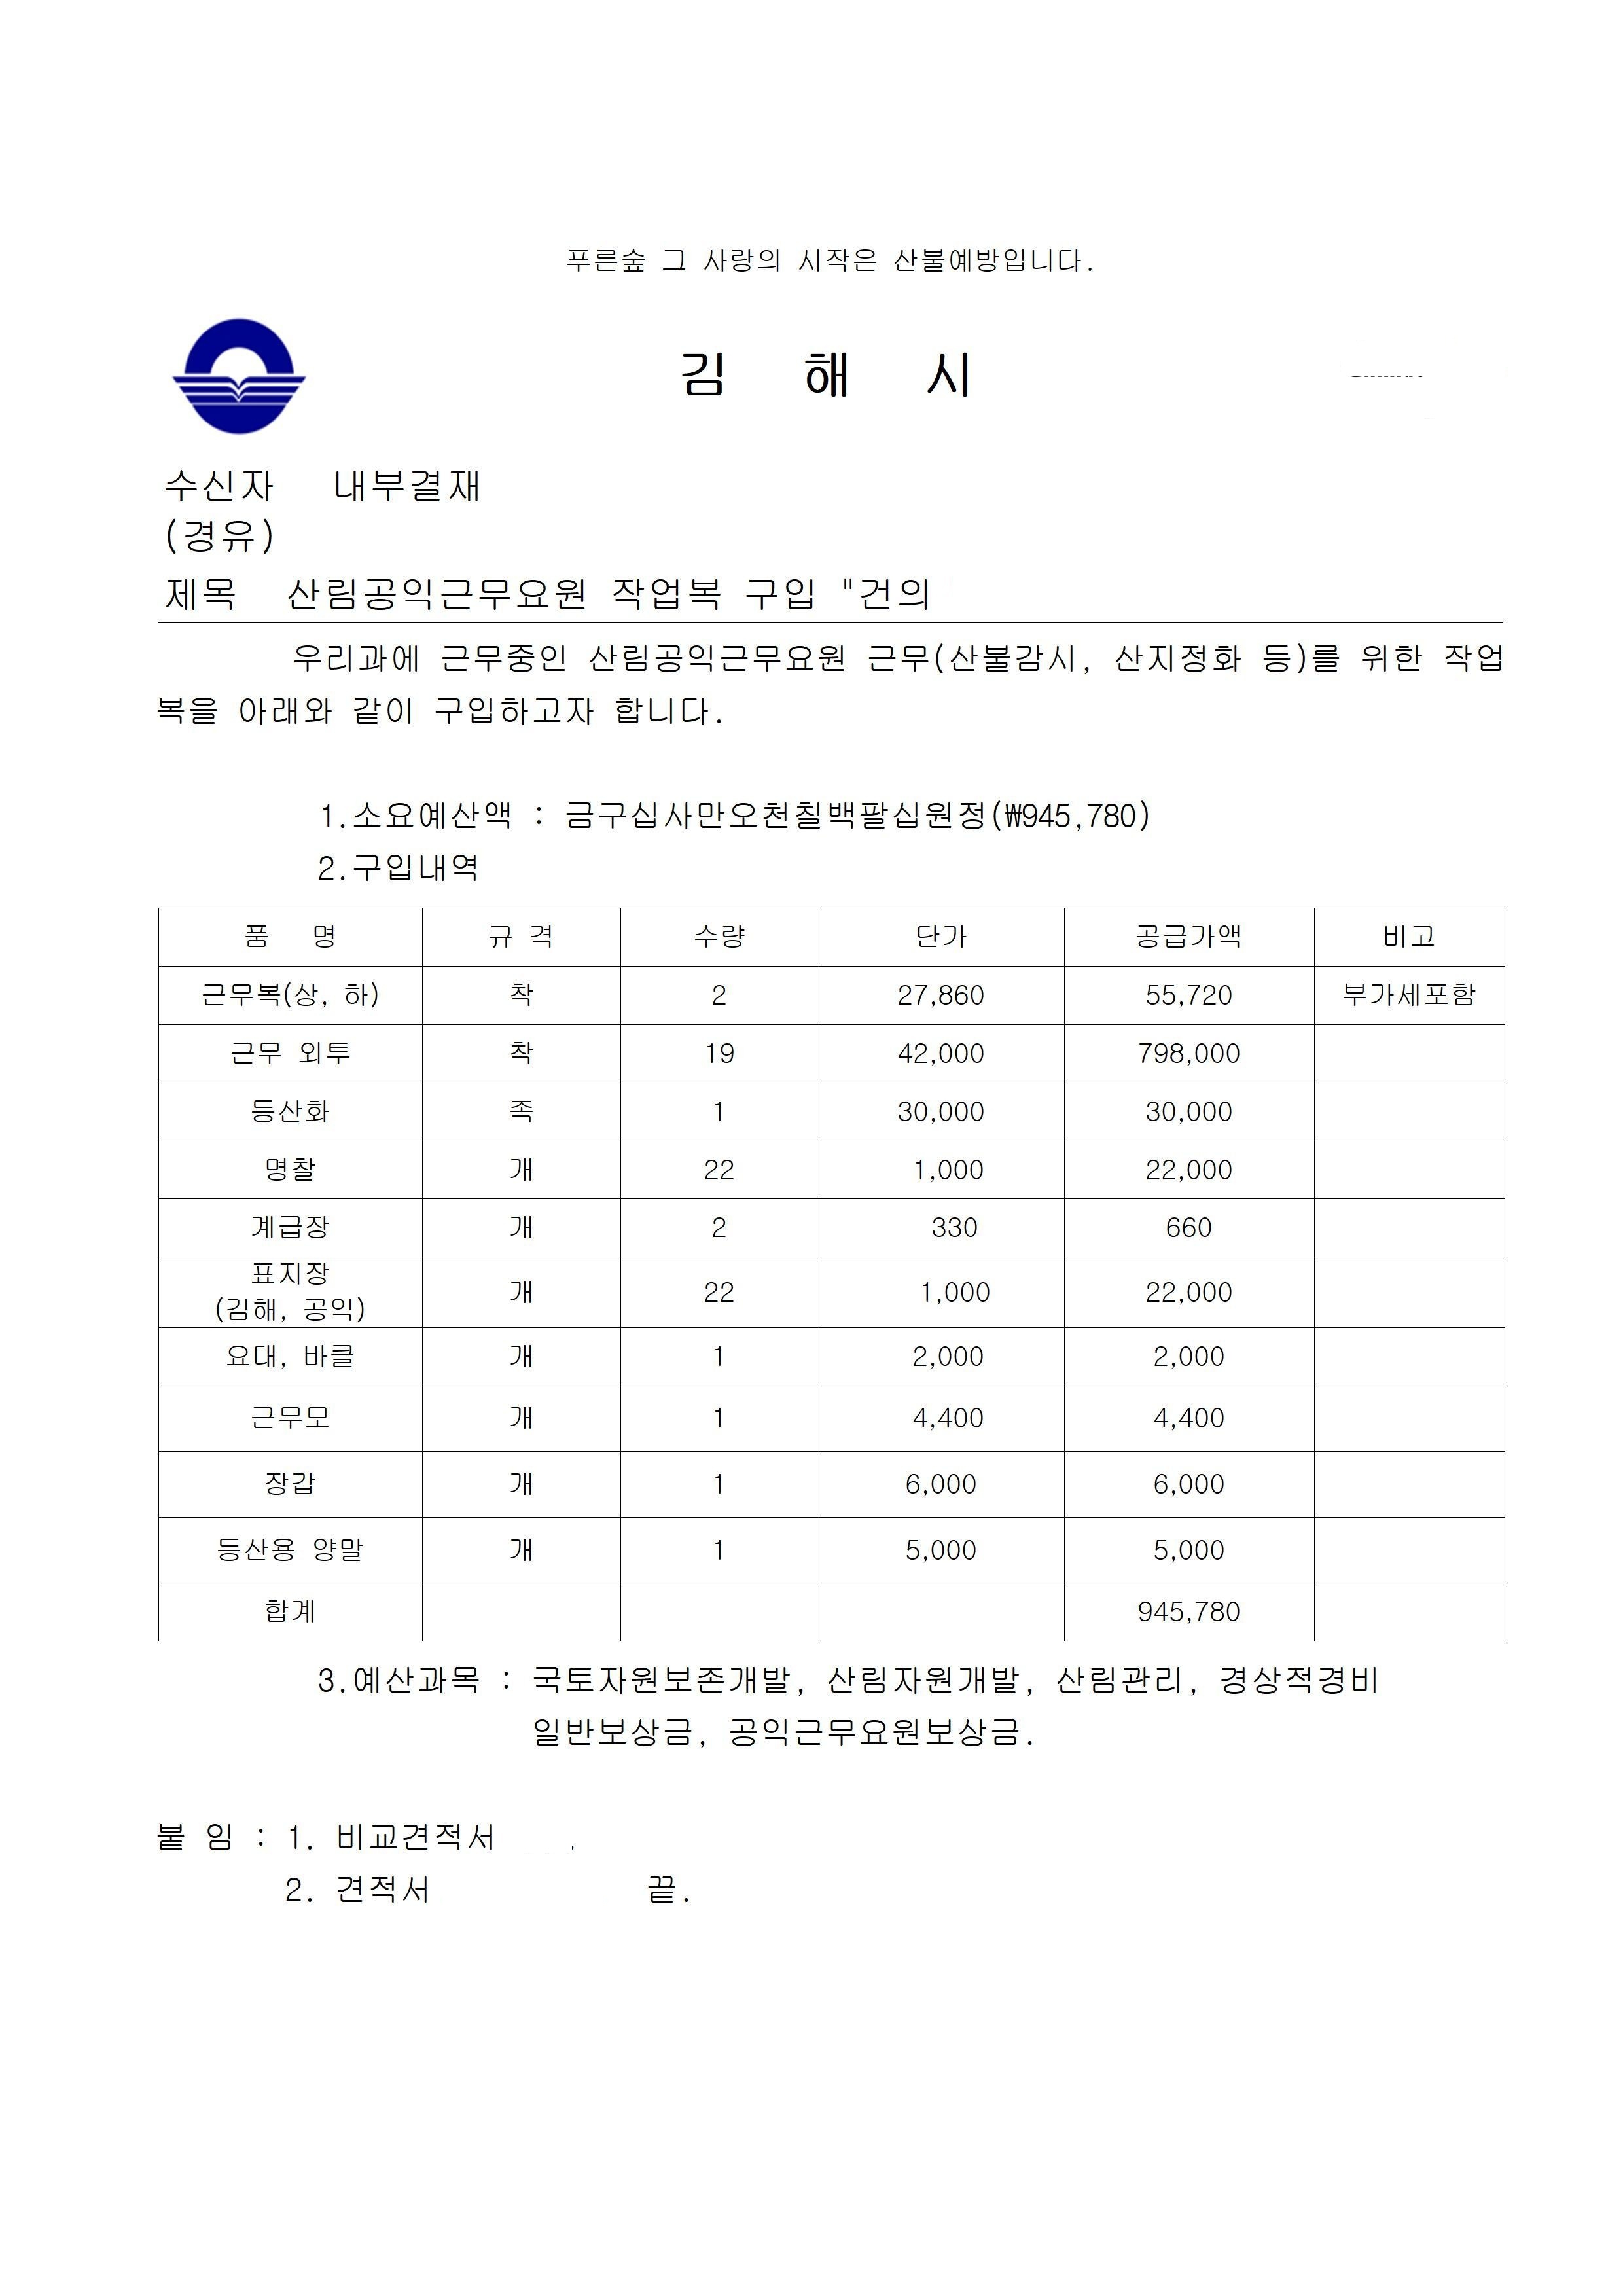 푸른숲 그 사랑의 시작은 산불예방입니다.
김 해 시
수신자 내부결재
(경유)
제목 산림공익근무요원 작업복 구입 "건의
우리과에 근무중인 산림공익근무요원 근무(산불감시, 산지정화 등)를 위한 작업
복을 아래와 같이 구입하고자 합니다.
1.소요예산액 : 금구십사만오천칠백팔십원정(₩945,780)
2.구입내역
품 명 규 격 수량 단가 공급가액 비고
근무복(상, 하) 착 2 27,860 55,720 부가세포함
근무 외투 착 19 42,000 798,000
등산화 족 1 30,000 30,000
명찰 개 22 1,000 22,000
계급장 개 2 330 660
표지장
(김해, 공익) 개 22 1,000 22,000
요대, 바클 개 1 2,000 2,000
근무모 개 1 4,400 4,400
장갑 개 1 6,000 6,000
등산용 양말 개 1 5,000 5,000
합계 945,780
3.예산과목 : 국토자원보존개발, 산림자원개발, 산림관리, 경상적경비
일반보상금, 공익근무요원보상금.
붙 임 : 1. 비교견적서
2. 견적서 끝.